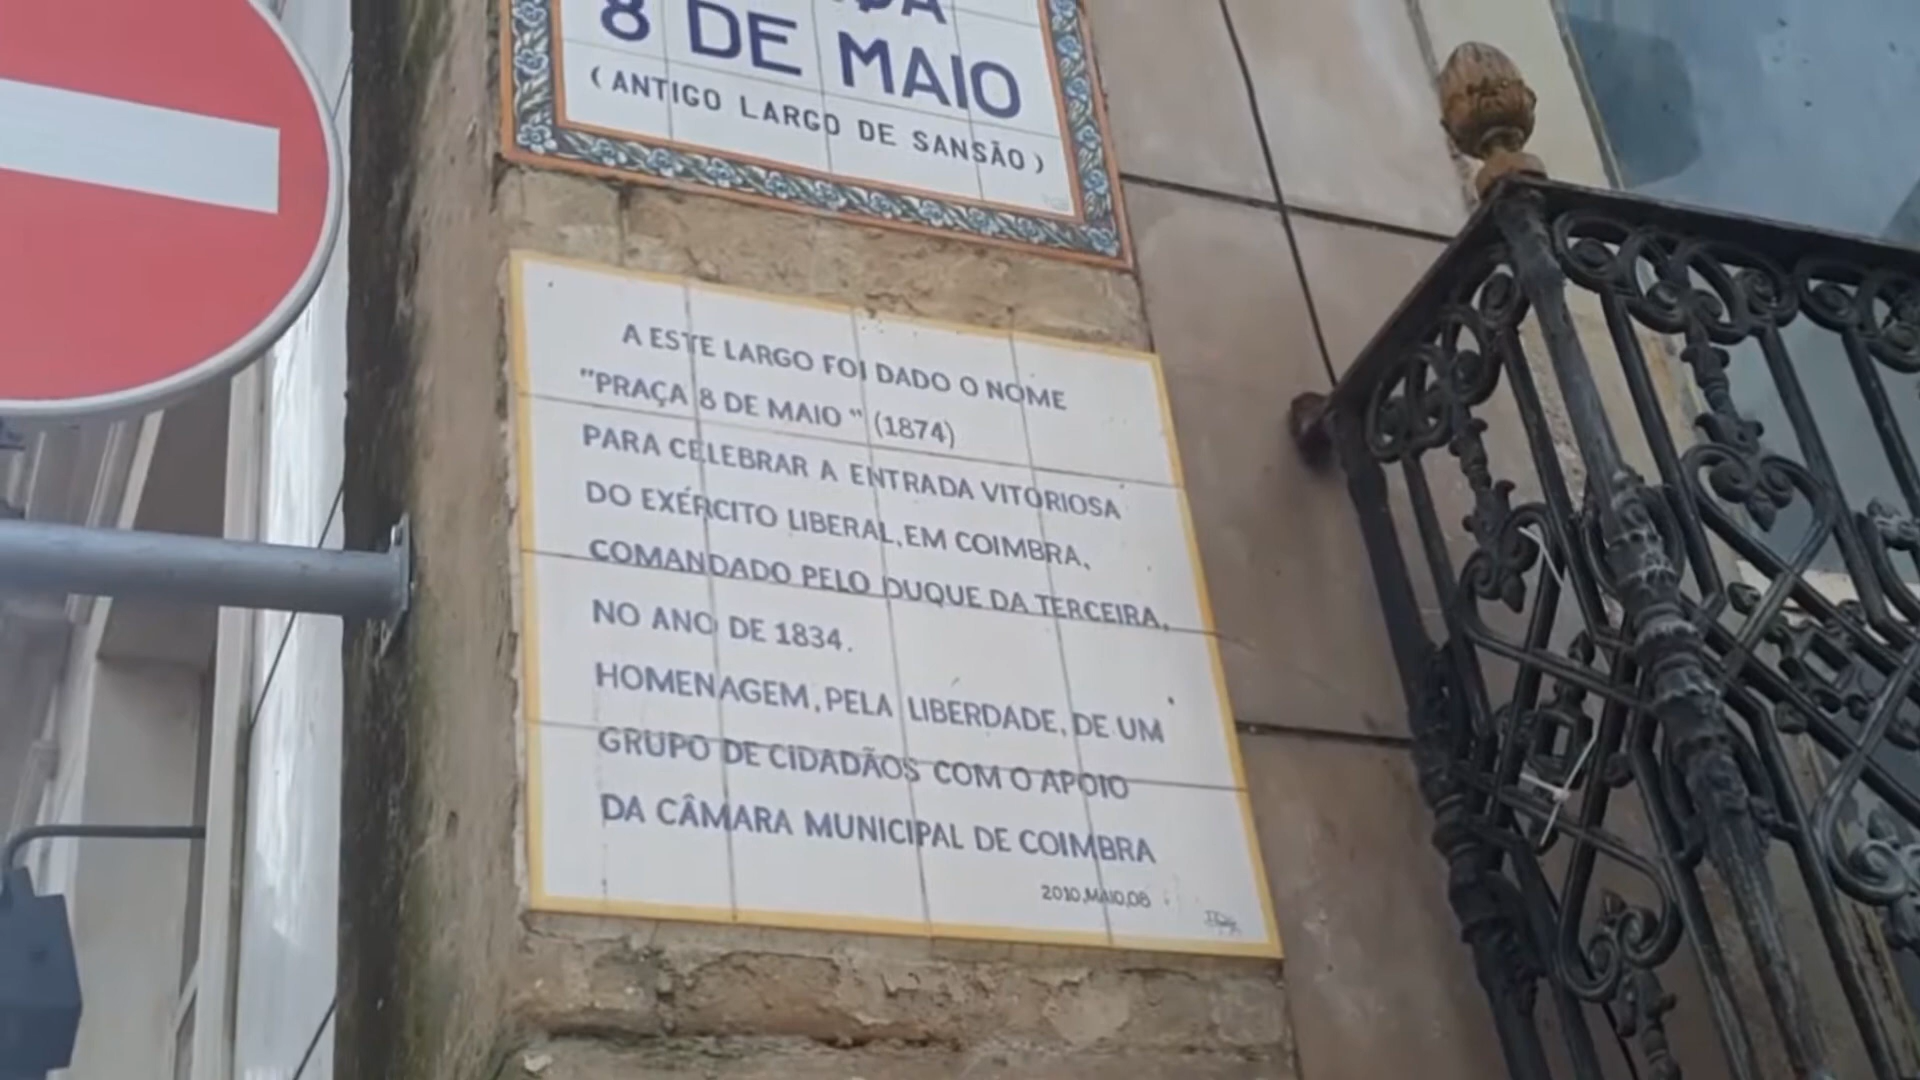 8 DE MAIO
(ANTIGO LARGO DE SANSÃO)
A ESTE LARGO FOI DADO O NOME
"PRAÇA 8 DE MAIO" (1874)
PARA CELEBRAR A ENTRADA VITORIOSA
DO EXÉRCITO LIBERAL, EM COIMBRA,
COMANDADO PELO DUQUE DA TERCEIRA,
NO ANO DE 1834.
HOMENAGEM, PELA LIBERDADE, DE UM
GRUPO DE CIDADÃOS COM O APOIO
DA CÂMARA MUNICIPAL DE COIMBRA
2010,MAIO,08